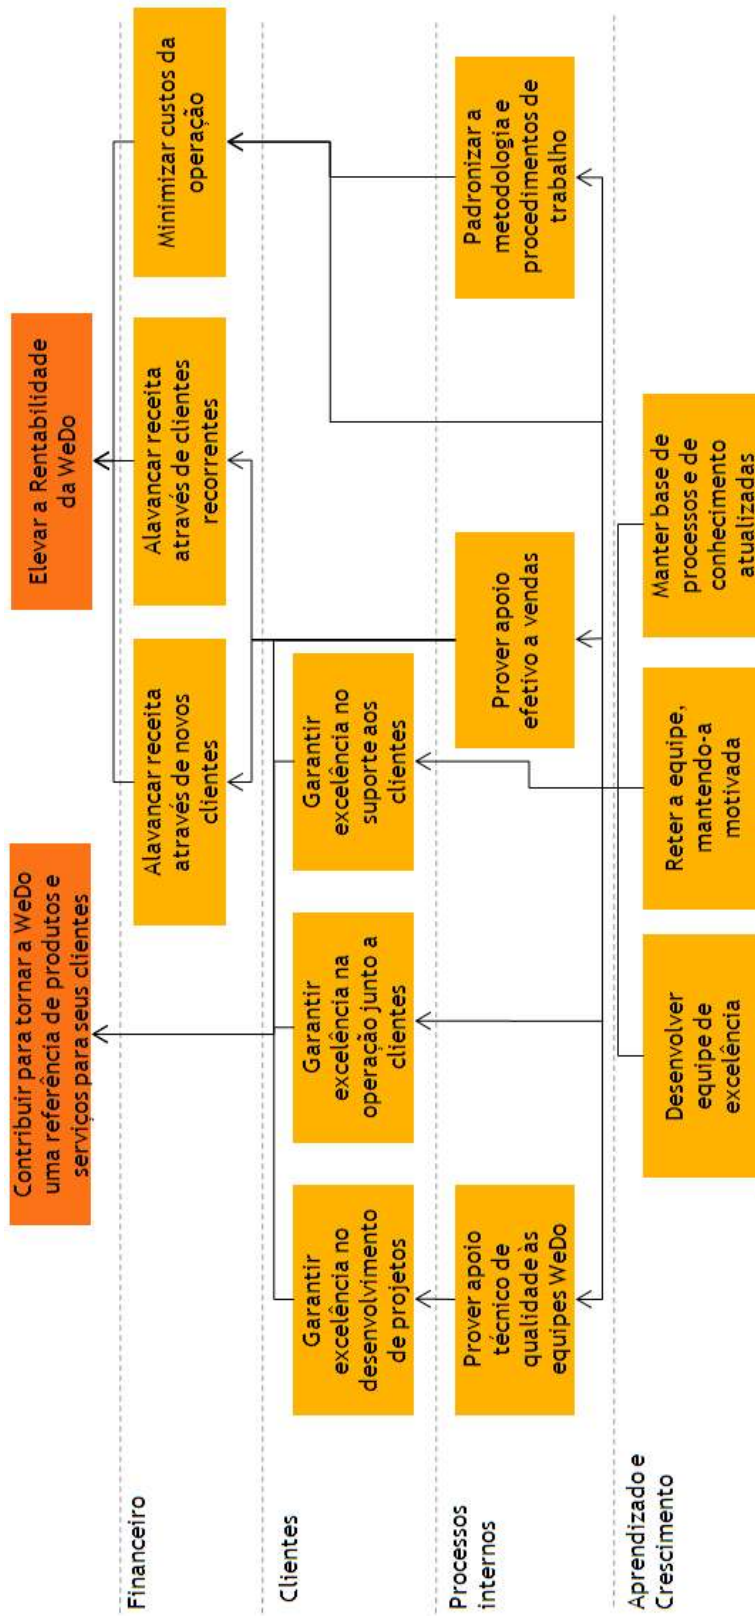 Contribuir para tornar a WeDo
uma referência de produtos e
serviços para seus clientes
Elevar a Rentabilidade
da WeDo
Financeiro
Alavancar receita
através de novos
clientes
Alavancar receita
através de clientes
recorrentes
Minimizar custos da
operação
Clientes
Garantir
excelência no
desenvolvimento
de projetos
Garantir
excelência na
operação junto a
clientes
Garantir
excelência no
suporte aos
clientes
Processos
internos
Prover apoio
técnico de
qualidade às
equipes WeDo
Prover apoio
efetivo a vendas
Padronizar a
metodologia e
procedimentos de
trabalho
Aprendizado e
Crescimento
Desenvolver
equipe de
excelência
Reter a equipe,
mantendo-a
motivada
Manter base de
processos e de
conhecimento
atualizadas